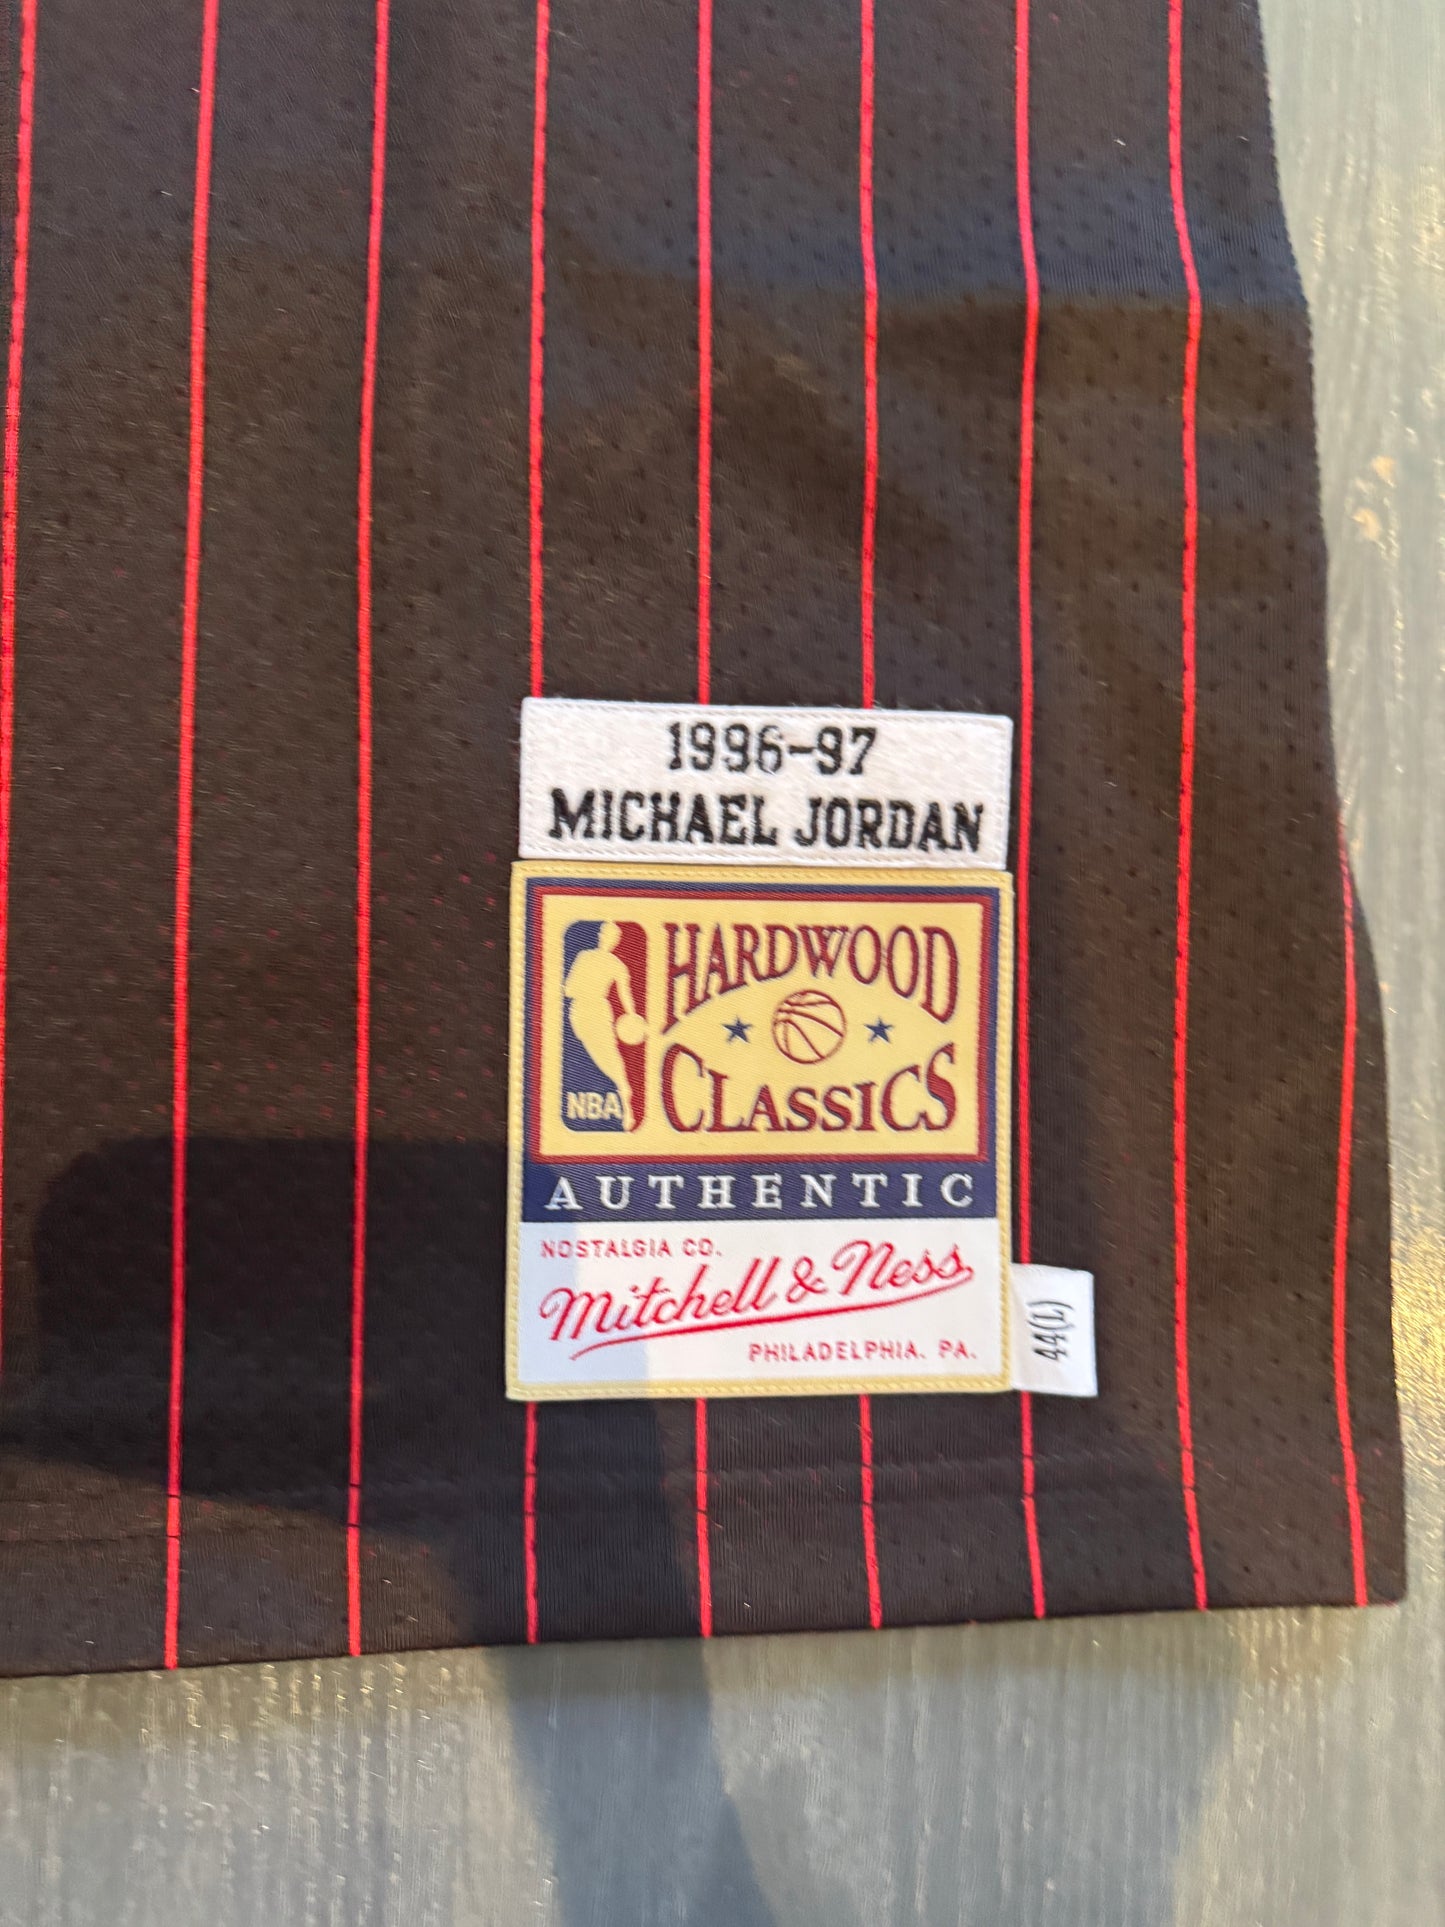 1996-97
MICHAEL JORDAN
HARDWOOD
CLASSICS
NBA
AUTHENTIC
NOSTALGIA CO.
Mitchell & Ness
PHILADELPHIA. PA.
44(L)